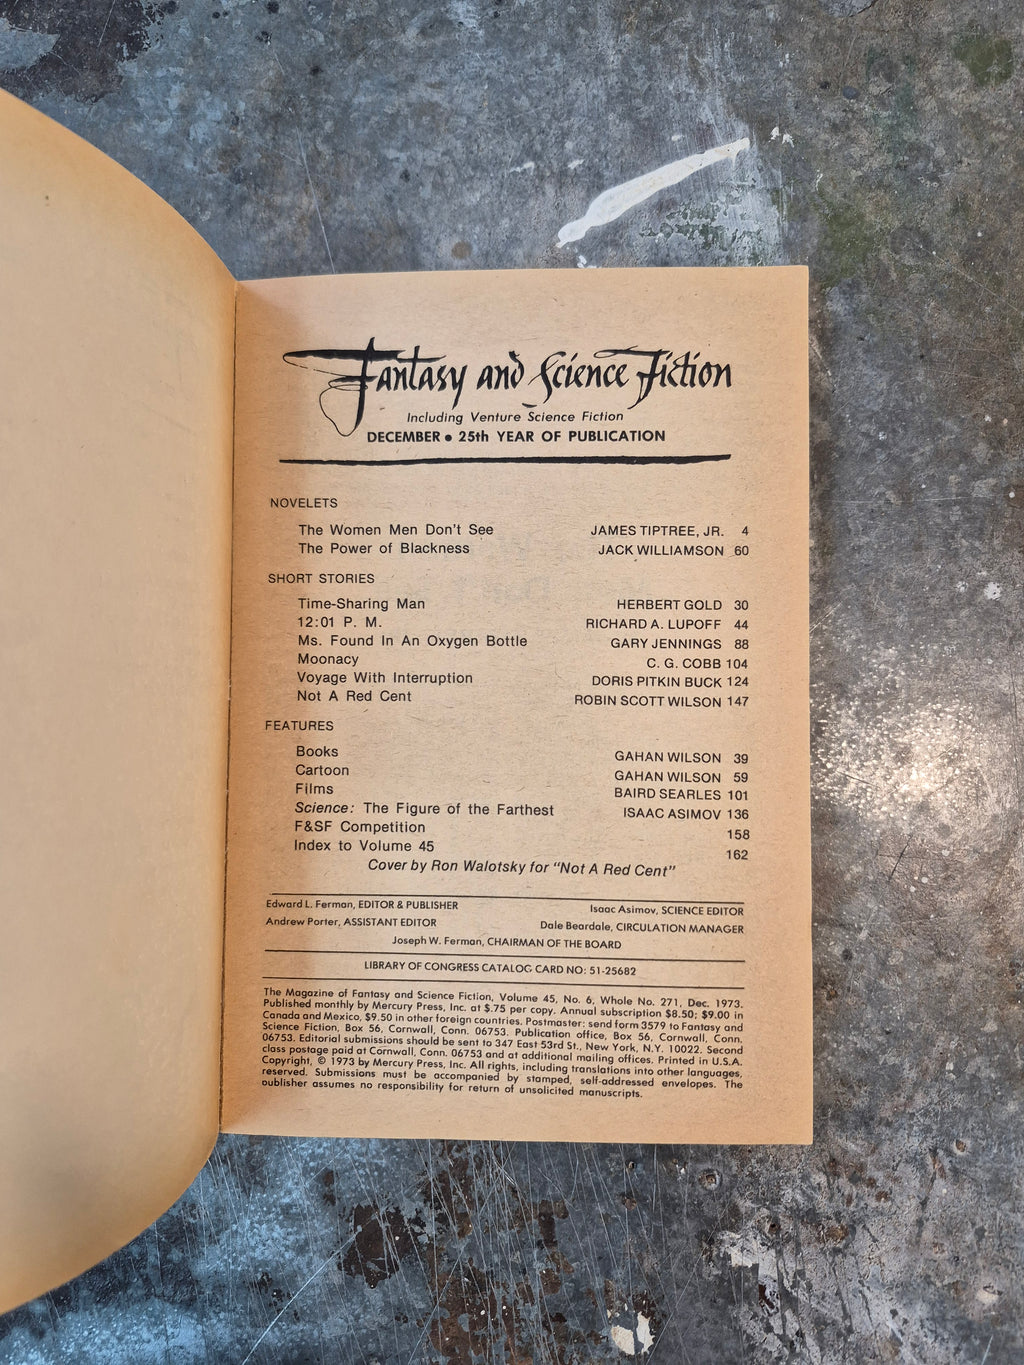 Fantasy and Science Fiction
Including Venture Science Fiction
DECEMBER • 25th YEAR OF PUBLICATION
NOVELETS
The Women Men Don't See JAMES TIPTREE, JR. 4
The Power of Blackness JACK WILLIAMSON 60
SHORT STORIES
Time-Sharing Man HERBERT GOLD 30
12:01 P. M. RICHARD A. LUPOFF 44
Ms. Found In An Oxygen Bottle GARY JENNINGS 88
Moonacy C. G. COBB 104
Voyage With Interruption DORIS PITKIN BUCK 124
Not A Red Cent ROBIN SCOTT WILSON 147
FEATURES
Books GAHAN WILSON 39
Cartoon GAHAN WILSON 59
Films BAIRD SEARLES 101
Science: The Figure of the Farthest ISAAC ASIMOV 136
F&SF Competition 158
Index to Volume 45 162
Cover by Ron Walotsky for "Not A Red Cent"
Edward L. Ferman, EDITOR & PUBLISHER Isaac Asimov, SCIENCE EDITOR
Andrew Porter, ASSISTANT EDITOR Dale Beardale, CIRCULATION MANAGER
Joseph W. Ferman, CHAIRMAN OF THE BOARD
LIBRARY OF CONGRESS CATALOG CARD NO: 51-25682
The Magazine of Fantasy and Science Fiction, Volume 45, No. 6, Whole No. 271, Dec. 1973.
Published monthly by Mercury Press, Inc. at $.75 per copy. Annual subscription $8.50; $9.00 in
Canada and Mexico, $9.50 in other foreign countries. Postmaster: send form 3579 to Fantasy and
Science Fiction, Box 56, Cornwall, Conn. 06753. Publication office, Box 56, Cornwall, Conn.
06753. Editorial submissions should be sent to 347 East 53rd St., New York, N.Y. 10022. Second
class postage paid at Cornwall, Conn. 06753 and at additional mailing offices. Printed in U.S.A.
Copyright, © 1973 by Mercury Press, Inc. All rights, including translations into other languages,
reserved. Submissions must be accompanied by stamped, self-addressed envelopes. The
publisher assumes no responsibility for return of unsolicited manuscripts.